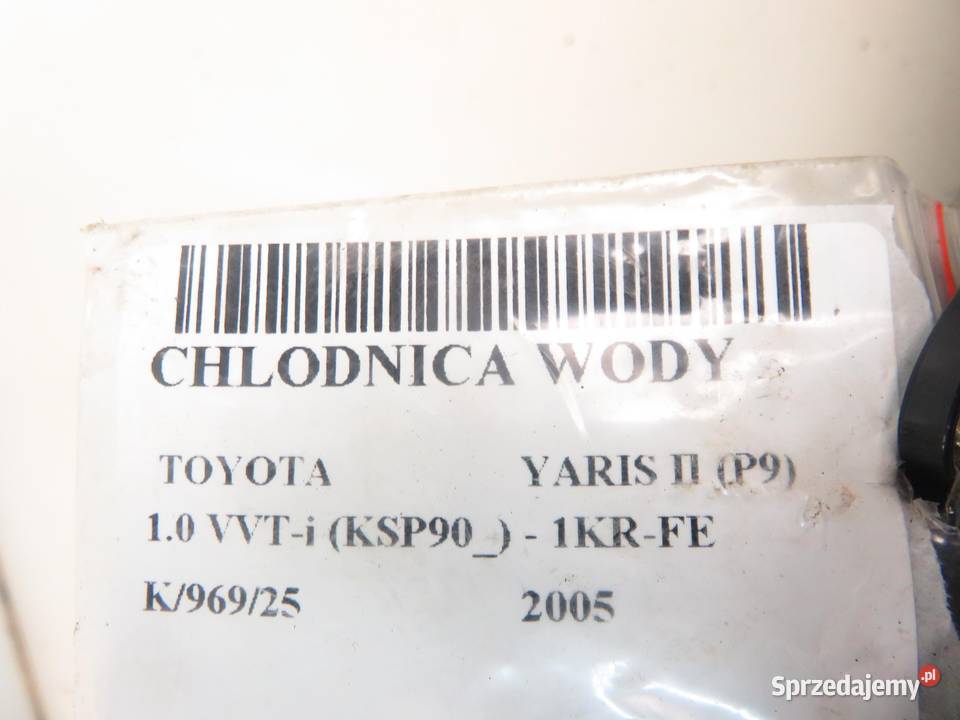 CHLODNICA WODY
TOYOTA YARIS II (P9)
1.0 VVT-i (KSP90_) - 1KR-FE
K/969/25 2005
Sprzedajemy.pl